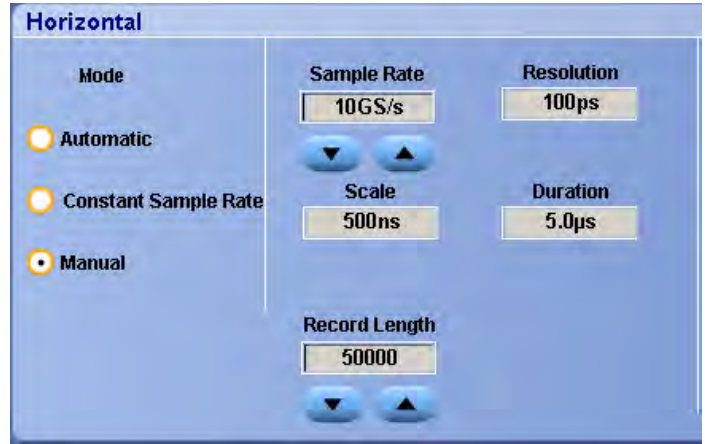 Horizontal
Mode
Automatic
Constant Sample Rate
Manual
Sample Rate
10GS/s
Resolution
100ps
Scale
500ns
Duration
5.0µs
Record Length
50000